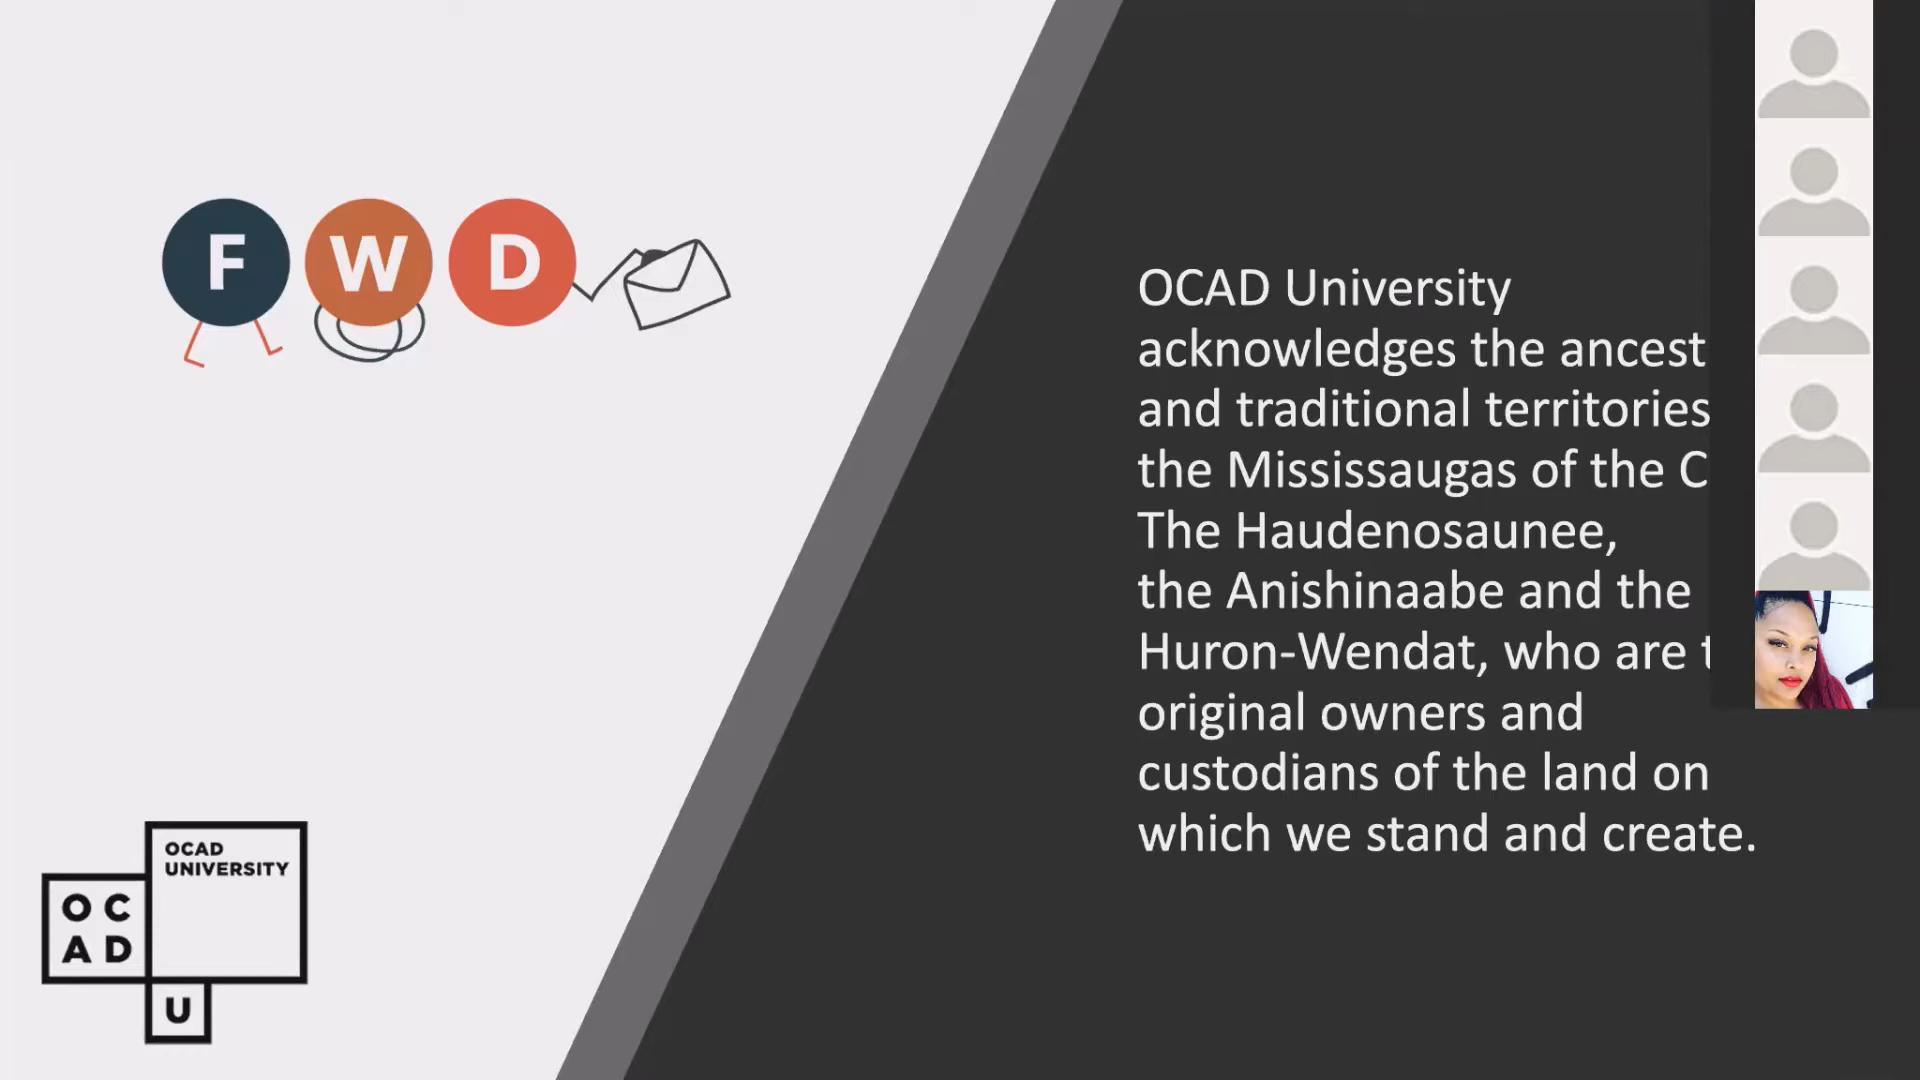 F W D
OCAD University
acknowledges the ancest
and traditional territories
the Mississaugas of the C
The Haudenosaunee,
the Anishinaabe and the
Huron-Wendat, who are t
original owners and
custodians of the land on
which we stand and create.
OCAD
UNIVERSITY
O C
A D
U